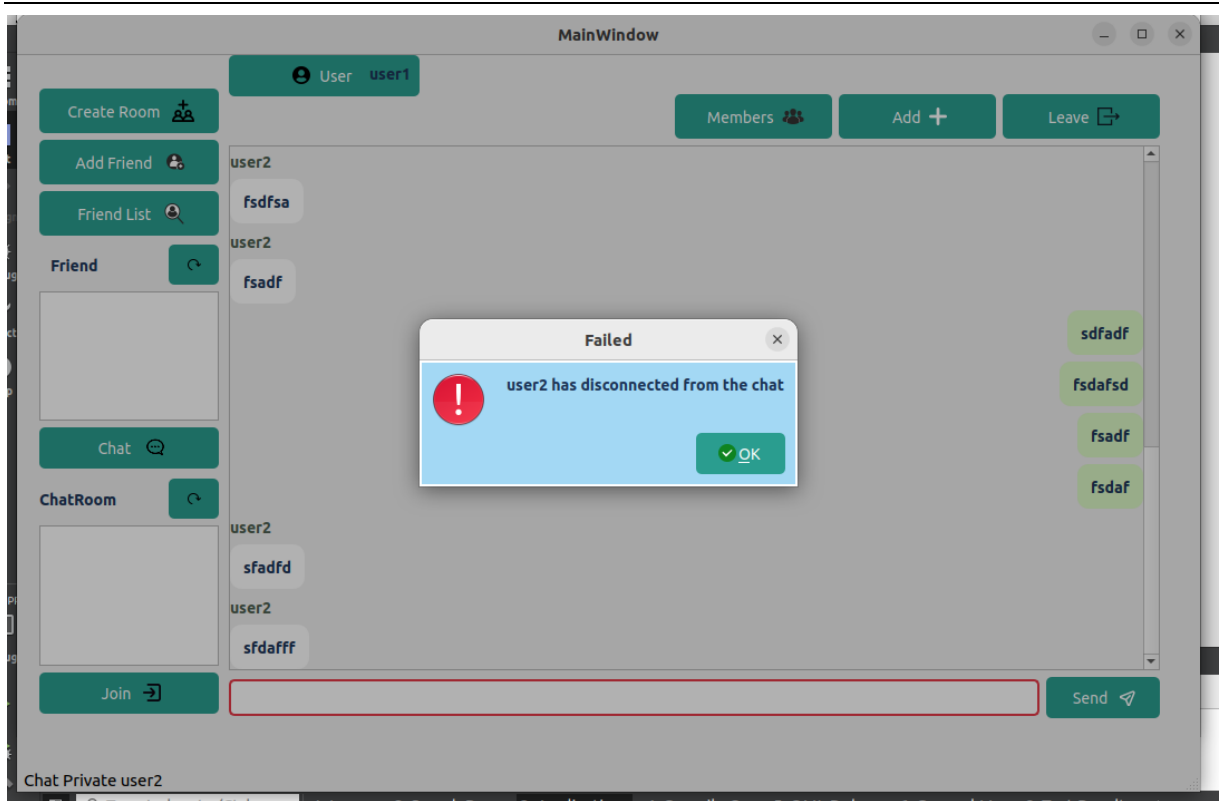 MainWindow
User user1
Create Room
Members
Add
Leave
Add Friend
Friend List
Friend
Chat
ChatRoom
Join
user2
fsdfsa
user2
fsadf
sdfadf
fsdafsd
fsadf
fsdaf
user2
sfadfd
user2
sfdafff
Failed
user2 has disconnected from the chat
OK
Send
Chat Private user2